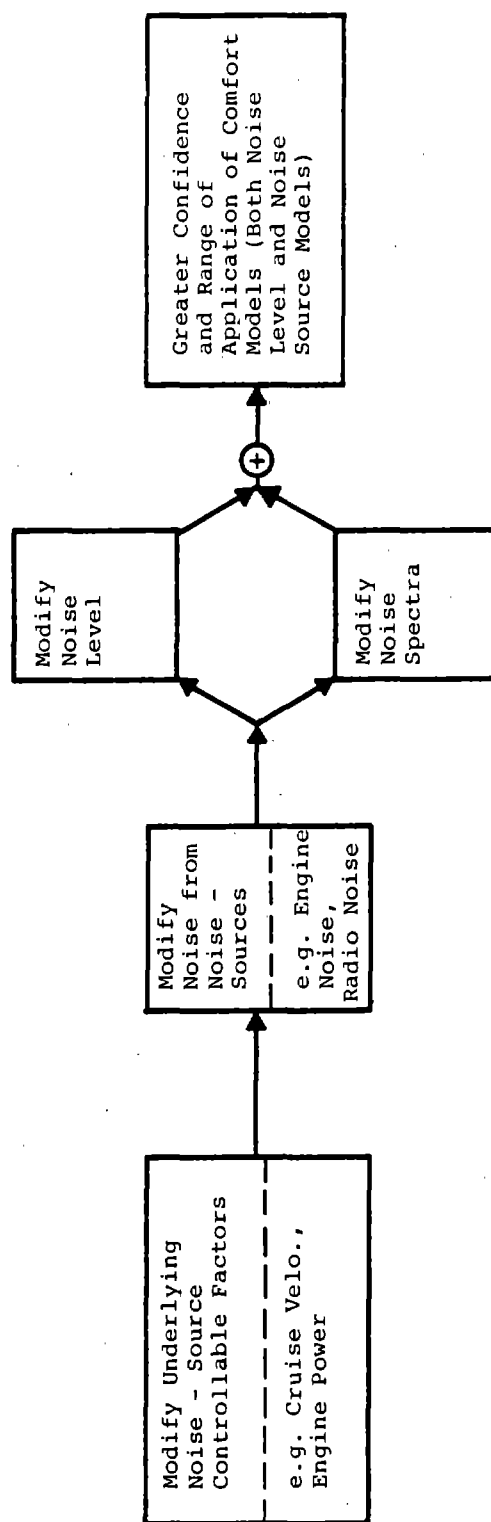 Modify Underlying
Noise - Source
Controllable Factors
e.g. Cruise Velo.,
Engine Power
Modify
Noise from
Noise -
Sources
e.g. Engine
Noise,
Radio Noise
Modify
Noise
Level
Modify
Noise
Spectra
+
Greater Confidence
and Range of
Application of Comfort
Models (Both Noise
Level and Noise
Source Models)